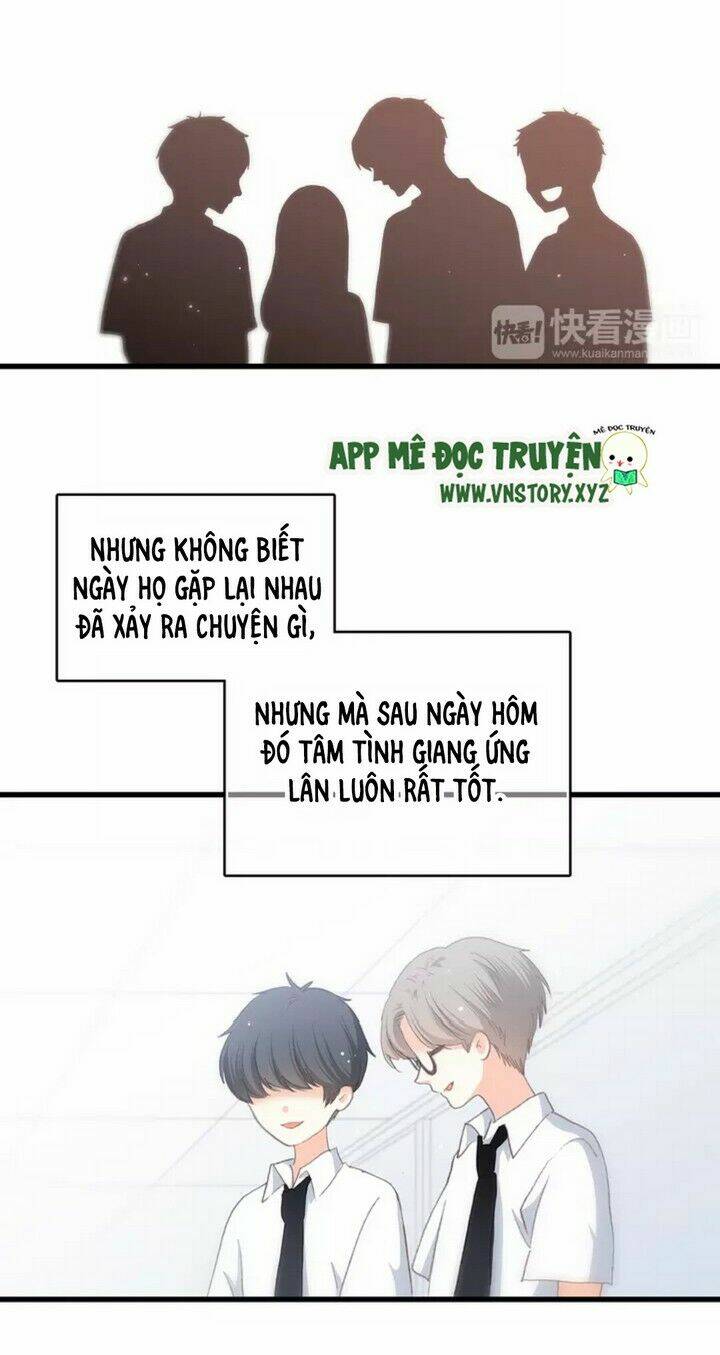 快看! 快看漫画
www.kuaikanman
MÊ ĐỌC TRUYỆN
APP MÊ ĐỌC TRUYỆN
WWW.VNSTORY.XYZ
NHƯNG KHÔNG BIẾT
NGÀY HỌ GẶP LẠI NHAU
ĐÃ XẢY RA CHUYỆN GÌ,
NHƯNG MÀ SAU NGÀY HÔM
ĐÓ TÂM TÌNH GIANG ỨNG
LÂN LUÔN RẤT TỐT.